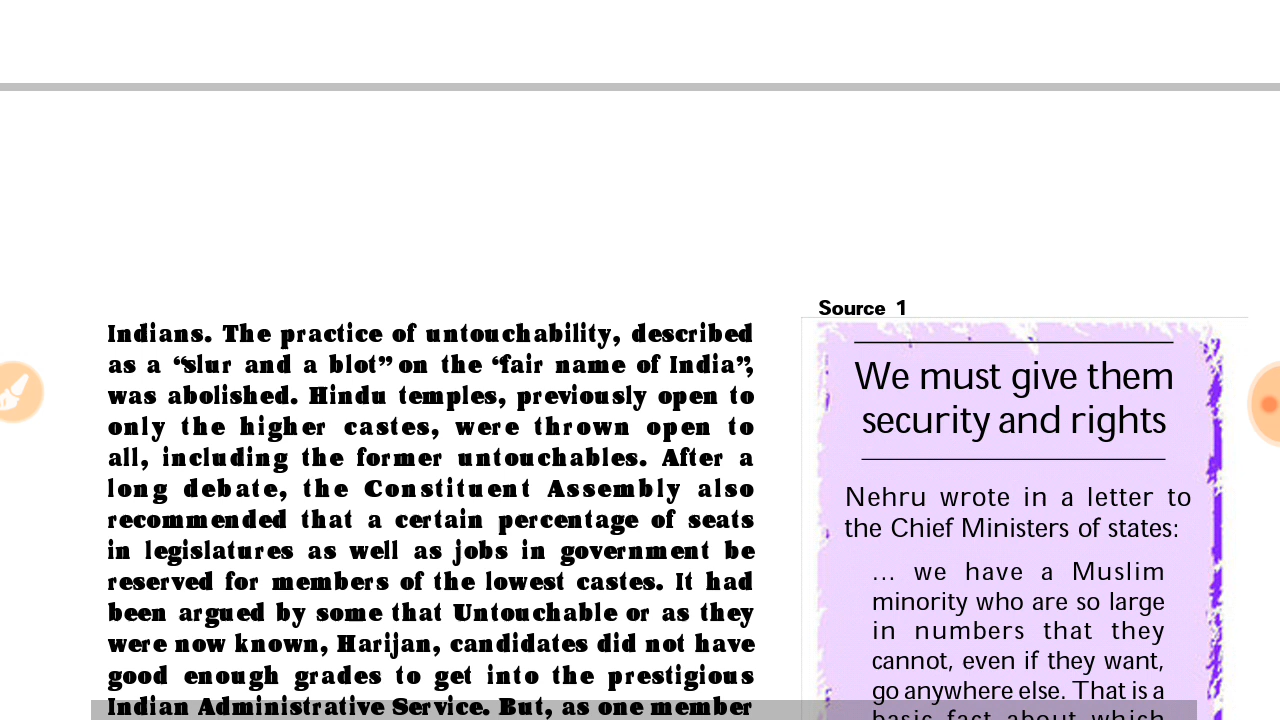 Indians. The practice of untouchability, described
as a “slur and a blot” on the “fair name of India”,
was abolished. Hindu temples, previously open to
only the higher castes, were thrown open to
all, including the former untouchables. After a
long debate, the Constituent Assembly also
recommended that a certain percentage of seats
in legislatures as well as jobs in government be
reserved for members of the lowest castes. It had
been argued by some that Untouchable or as they
were now known, Harijan, candidates did not have
good enough grades to get into the prestigious
Indian Administrative Service. But, as one member
Source 1
We must give them
security and rights
Nehru wrote in a letter to
the Chief Ministers of states:
… we have a Muslim
minority who are so large
in numbers that they
cannot, even if they want,
go anywhere else. That is a
basic fact about which